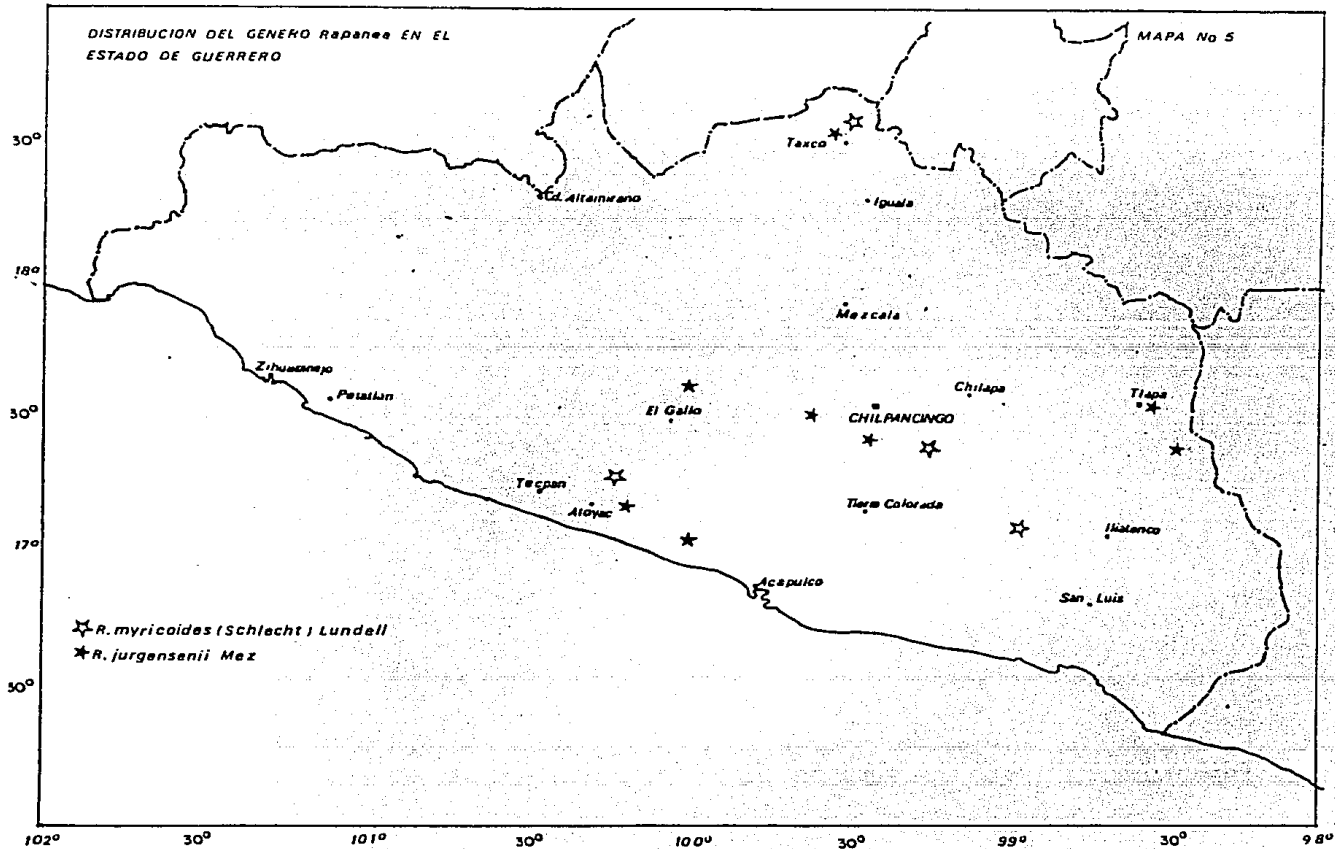 DISTRIBUCION DEL GENERO Rapanea EN EL
ESTADO DE GUERRERO
MAPA No 5
30°
Taxco
Cd. Altamirano
Iguala
18°
Mezcala
Zihuatanejo
Petatlan
El Gallo
Chilapa
Tlapa
30°
CHILPANCINGO
Tecpan
Atoyac
Tierra Colorada
Iliatenco
17°
Acapulco
San Luis
R. myricoides (Schlecht) Lundell
R. jurgensenii Mez
30°
102° 30° 101° 30° 100° 30° 99° 30° 98°